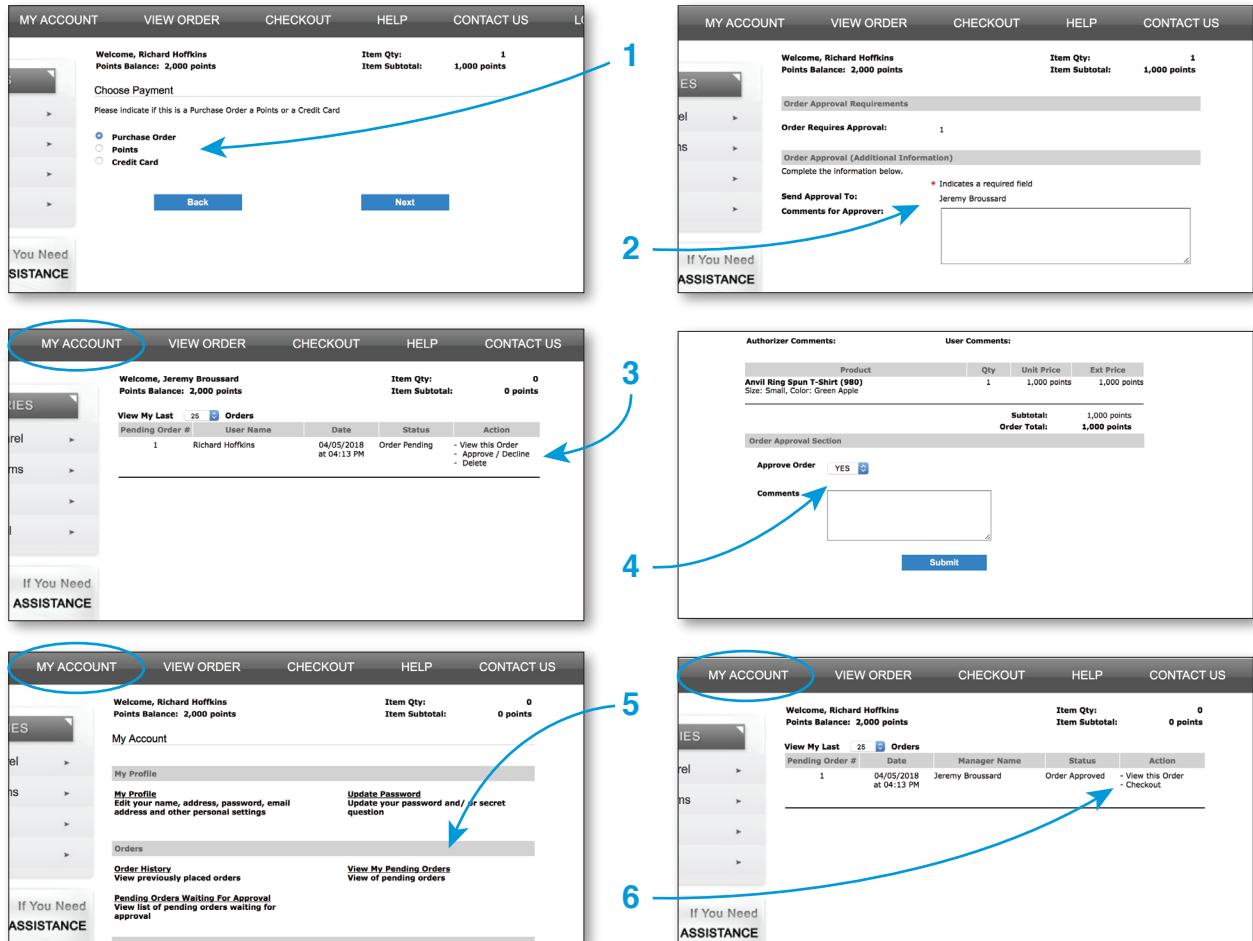 MY ACCOUNT VIEW ORDER CHECKOUT HELP CONTACT US
Welcome, Richard Hoffkins Item Qty: 1
Points Balance: 2,000 points Item Subtotal: 1,000 points
Choose Payment
Please indicate if this is a Purchase Order a Points or a Credit Card
Purchase Order
Points
Credit Card
Back Next
You Need
SISTANCE
1
MY ACCOUNT VIEW ORDER CHECKOUT HELP CONTACT US
Welcome, Richard Hoffkins Item Qty: 1
Points Balance: 2,000 points Item Subtotal: 1,000 points
ES
el
ns
Order Approval Requirements
Order Requires Approval: 1
Order Approval (Additional Information)
Complete the information below.
• Indicates a required field
Send Approval To: Jeremy Broussard
Comments for Approver:
If You Need
ASSISTANCE
2
MY ACCOUNT VIEW ORDER CHECKOUT HELP CONTACT US
Welcome, Jeremy Broussard Item Qty: 0
Points Balance: 2,000 points Item Subtotal: 0 points
RIES
rel
ms
View My Last 25 Orders
Pending Order # User Name Date Status Action
1 Richard Hoffkins 04/05/2018 Order Pending - View this Order
at 04:13 PM - Approve / Decline
- Delete
If You Need
ASSISTANCE
3
Authorizer Comments: User Comments:
Product Qty Unit Price Ext Price
Anvil Ring Spun T-Shirt (980) 1 1,000 points 1,000 points
Size: Small, Color: Green Apple
Subtotal: 1,000 points
Order Total: 1,000 points
Order Approval Section
Approve Order YES
Comments
Submit
4
MY ACCOUNT VIEW ORDER CHECKOUT HELP CONTACT US
Welcome, Richard Hoffkins Item Qty: 0
Points Balance: 2,000 points Item Subtotal: 0 points
IES
el
ns
My Account
My Profile
My Profile Update Password
Edit your name, address, password, email Update your password and/ or secret
address and other personal settings question
Orders
Order History View My Pending Orders
View previously placed orders View of pending orders
Pending Orders Waiting For Approval
View list of pending orders waiting for
approval
If You Need
ASSISTANCE
5
MY ACCOUNT VIEW ORDER CHECKOUT HELP CONTACT US
Welcome, Richard Hoffkins Item Qty: 0
Points Balance: 2,000 points Item Subtotal: 0 points
IES
rel
ns
View My Last 25 Orders
Pending Order # Date Manager Name Status Action
1 04/05/2018 Jeremy Broussard Order Approved - View this Order
at 04:13 PM - Checkout
If You Need
ASSISTANCE
6